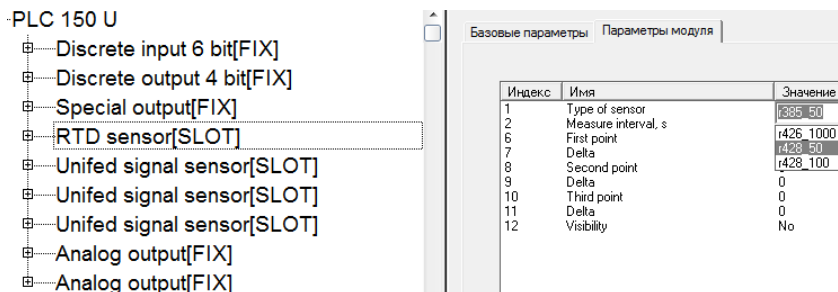 PLC 150 U
Discrete input 6 bit[FIX]
Discrete output 4 bit[FIX]
Special output[FIX]
RTD sensor[SLOT]
Unifed signal sensor[SLOT]
Unifed signal sensor[SLOT]
Unifed signal sensor[SLOT]
Analog output[FIX]
Analog output[FIX]
Базовые параметры Параметры модуля
Индекс Имя Значение
1 Type of sensor r385_50
2 Measure interval, s r426_1000
6 First point
7 Delta r428_50
8 Second point r428_100
9 Delta 0
10 Third point 0
11 Delta 0
12 Visibility No